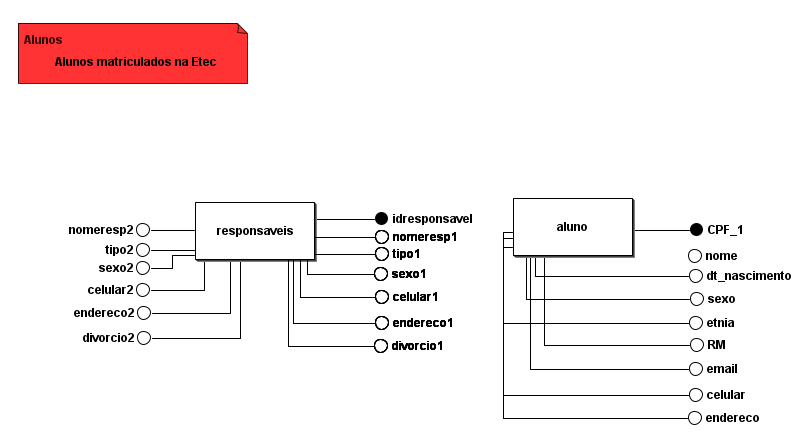 Alunos
Alunos matriculados na Etec
responsaveis
nomeresp2
tipo2
sexo2
celular2
endereco2
divorcio2
idresponsavel
nomeresp1
tipo1
sexo1
celular1
endereco1
divorcio1
aluno
CPF_1
nome
dt_nascimento
sexo
etnia
RM
email
celular
endereco